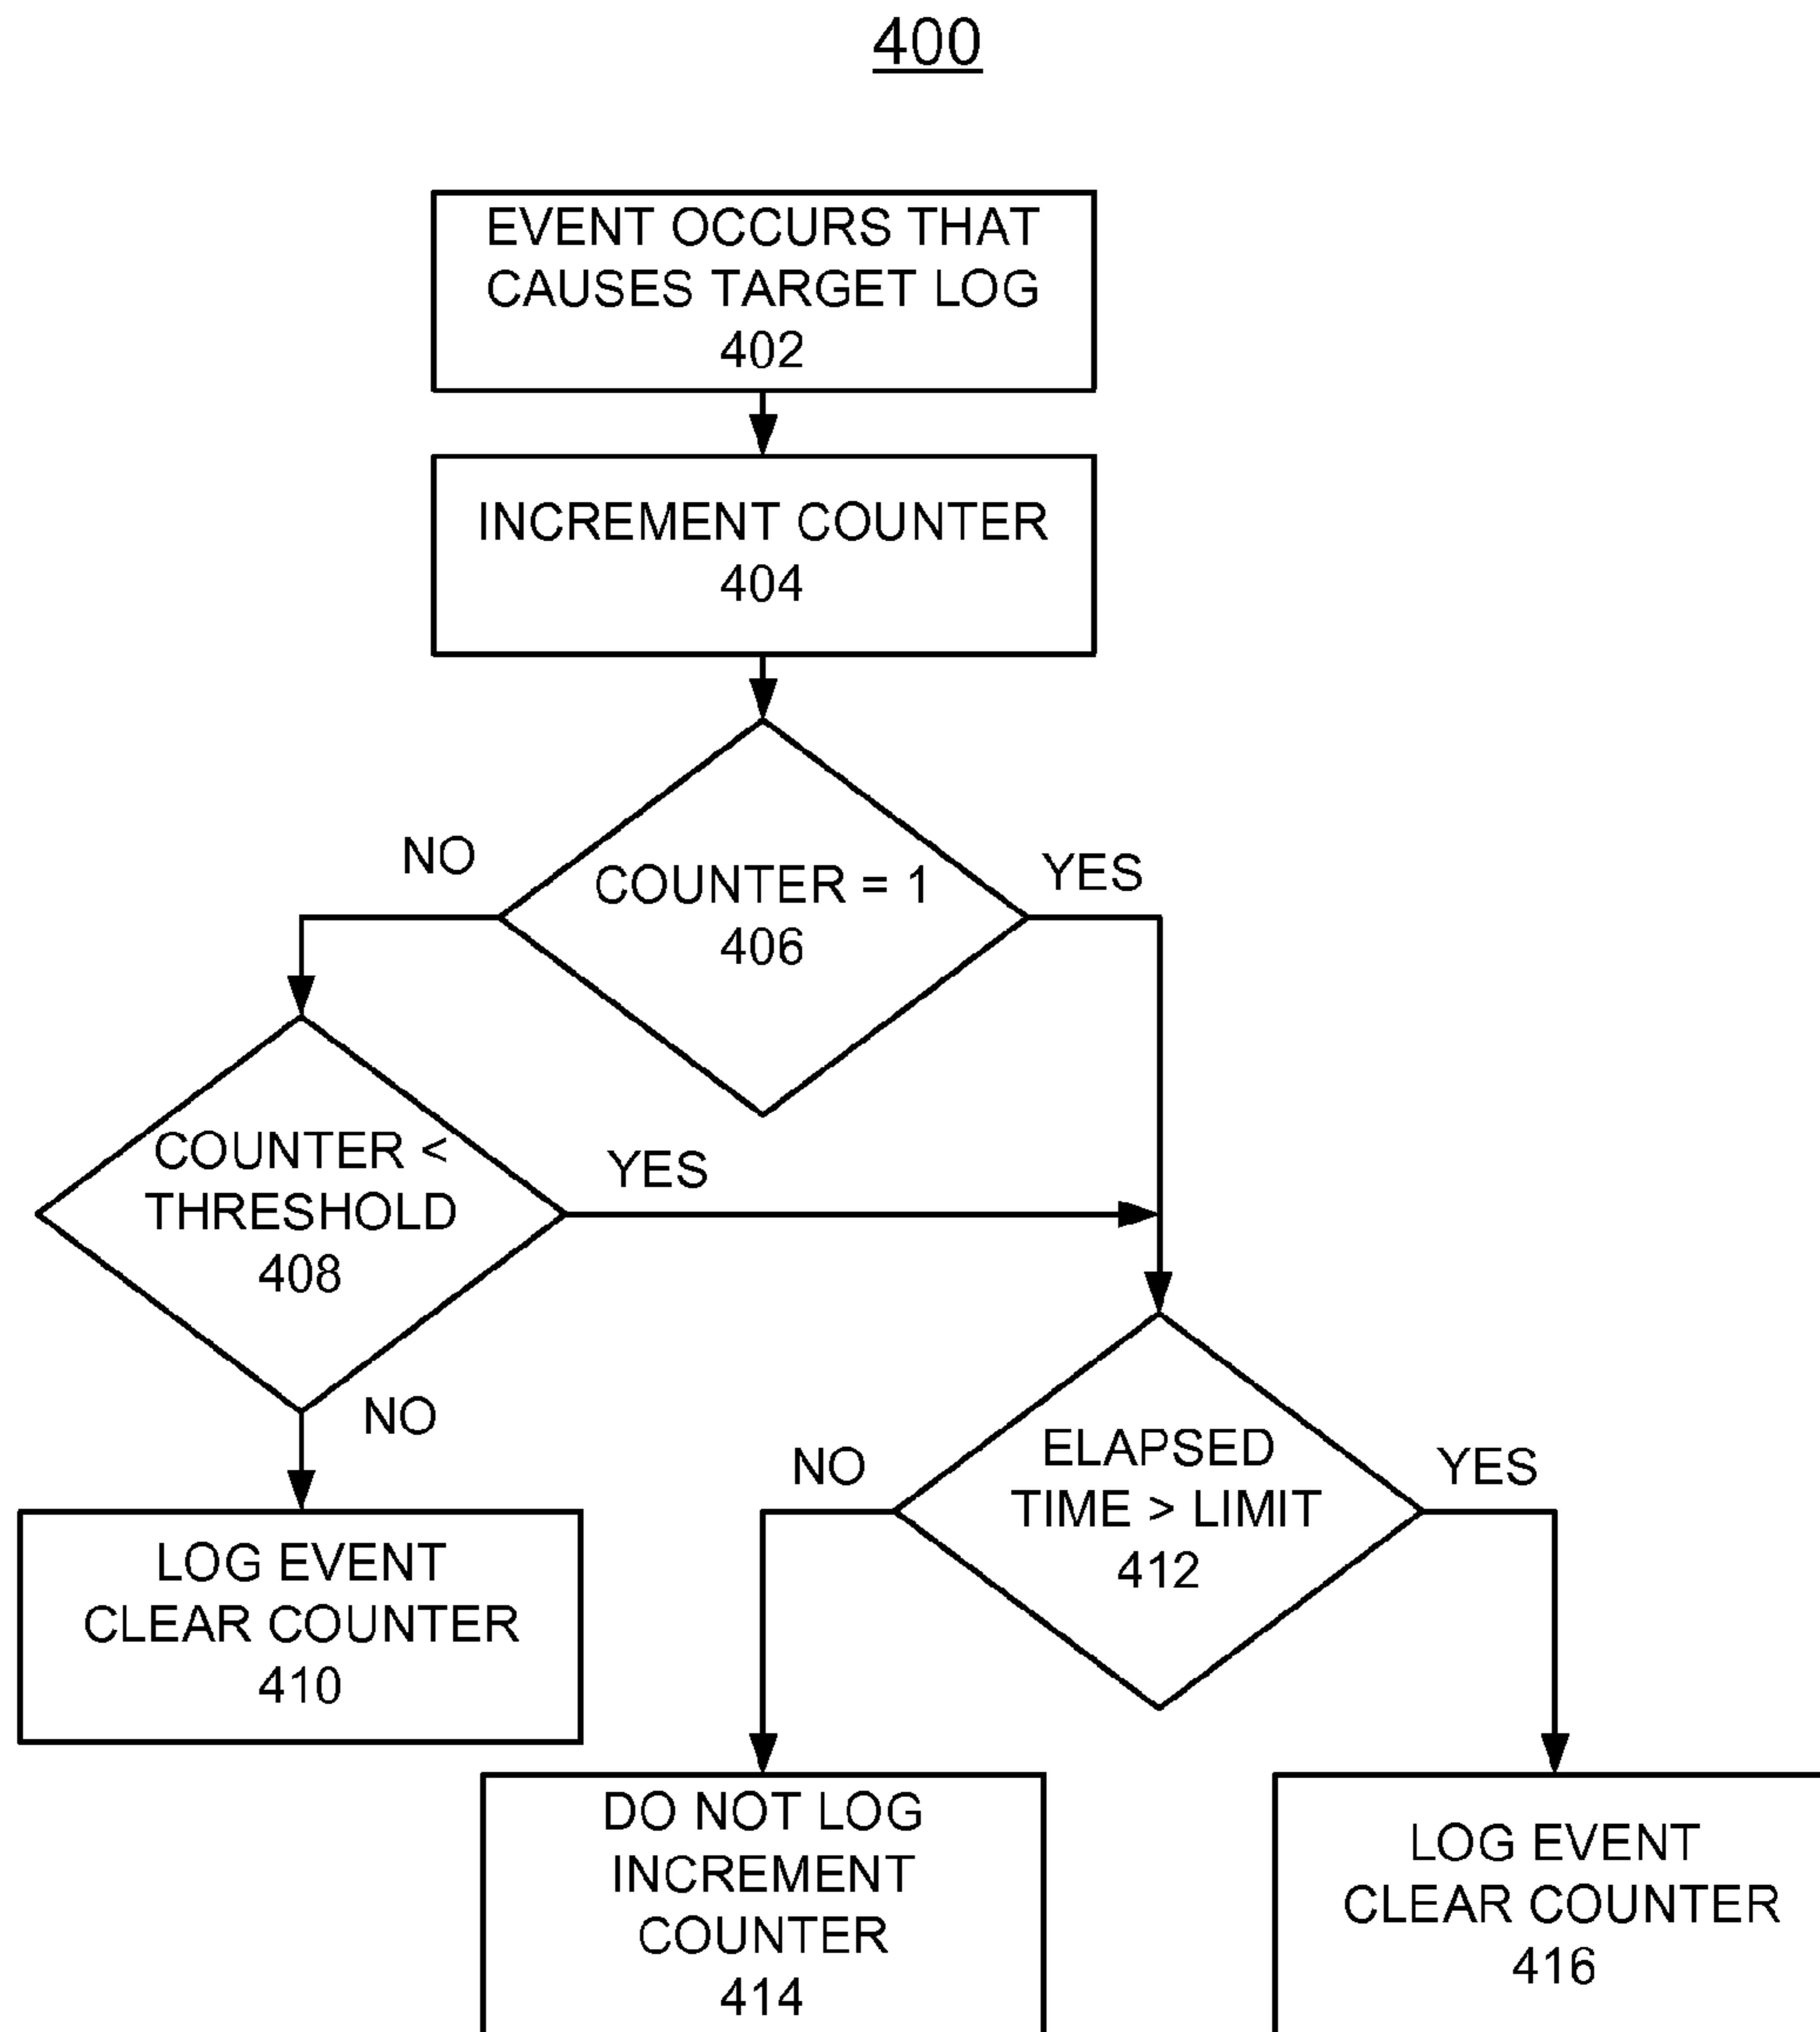 400
EVENT OCCURS THAT
CAUSES TARGET LOG
402
INCREMENT COUNTER
404
NO
COUNTER = 1
406
YES
COUNTER <
THRESHOLD
408
YES
NO
LOG EVENT
CLEAR COUNTER
410
NO
ELAPSED
TIME > LIMIT
412
YES
DO NOT LOG
INCREMENT
COUNTER
414
LOG EVENT
CLEAR COUNTER
416